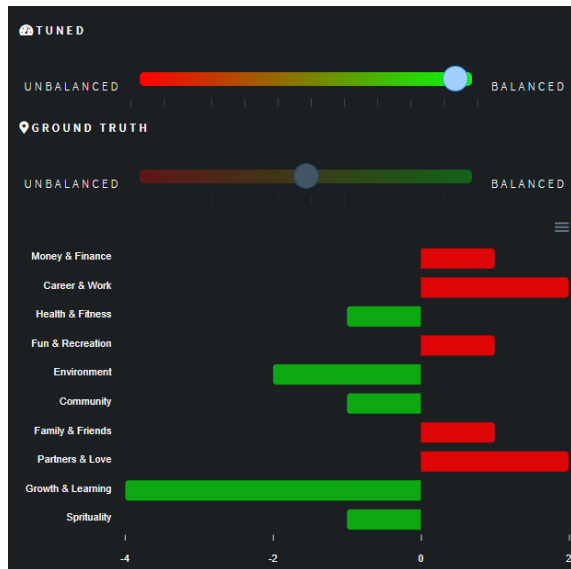 TUNED
UNBALANCED BALANCED
GROUND TRUTH
UNBALANCED BALANCED
Money & Finance
Career & Work
Health & Fitness
Fun & Recreation
Environment
Community
Family & Friends
Partners & Love
Growth & Learning
Sprituality
-4 -2 0 2